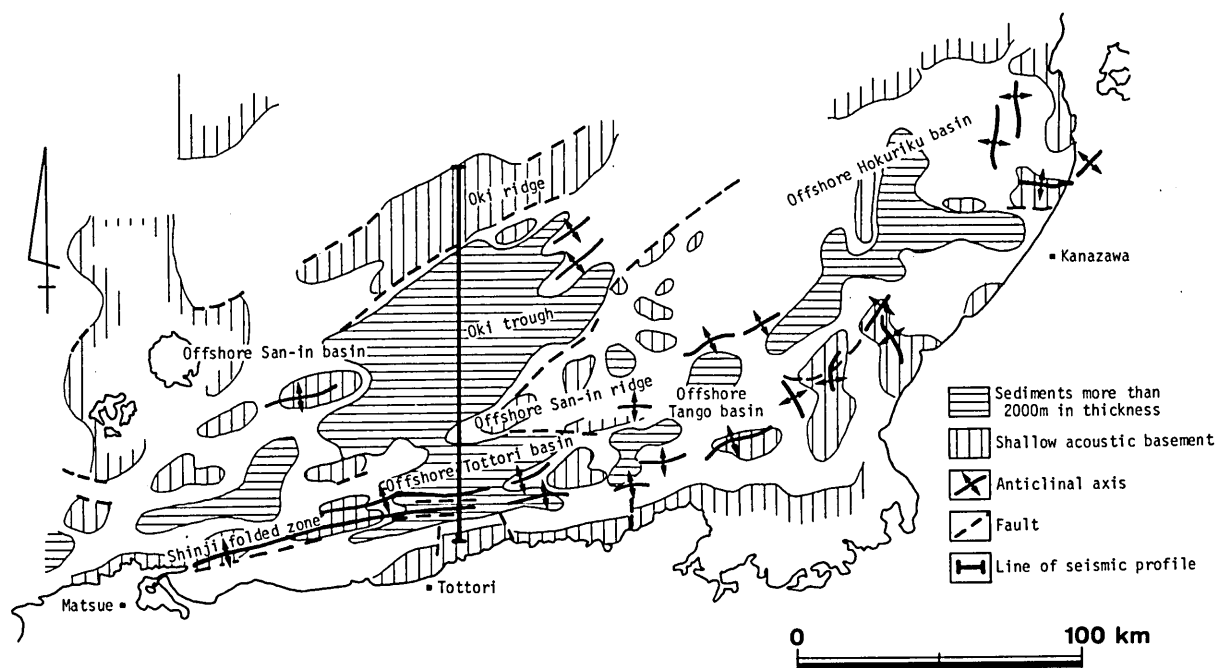 Offshore Hokuriku basin
Oki ridge
Kanazawa
Oki trough
Offshore San-in basin
Offshore San-in ridge
Offshore
Tango basin
Offshore Tottori basin
Shinji folded zone
Matsue
Tottori
Sediments more than
2000m in thickness
Shallow acoustic basement
Anticlinal axis
Fault
Line of seismic profile
0
100 km